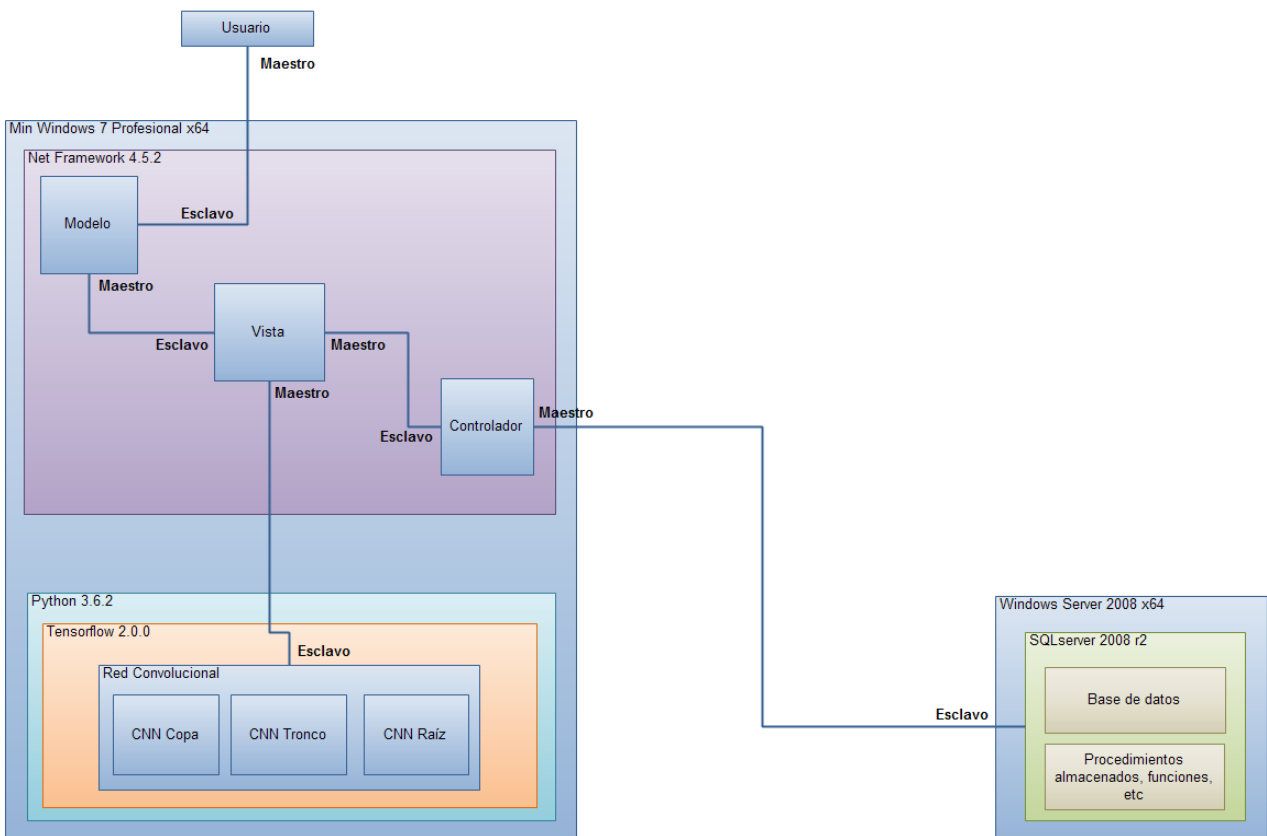 Usuario
Maestro
Min Windows 7 Profesional x64
Net Framework 4.5.2
Modelo
Esclavo
Maestro
Vista
Esclavo
Maestro
Maestro
Controlador
Esclavo
Maestro
Python 3.6.2
Tensorflow 2.0.0
Esclavo
Red Convolucional
CNN Copa
CNN Tronco
CNN Raíz
Windows Server 2008 x64
SQLserver 2008 r2
Esclavo
Base de datos
Procedimientos
almacenados, funciones,
etc